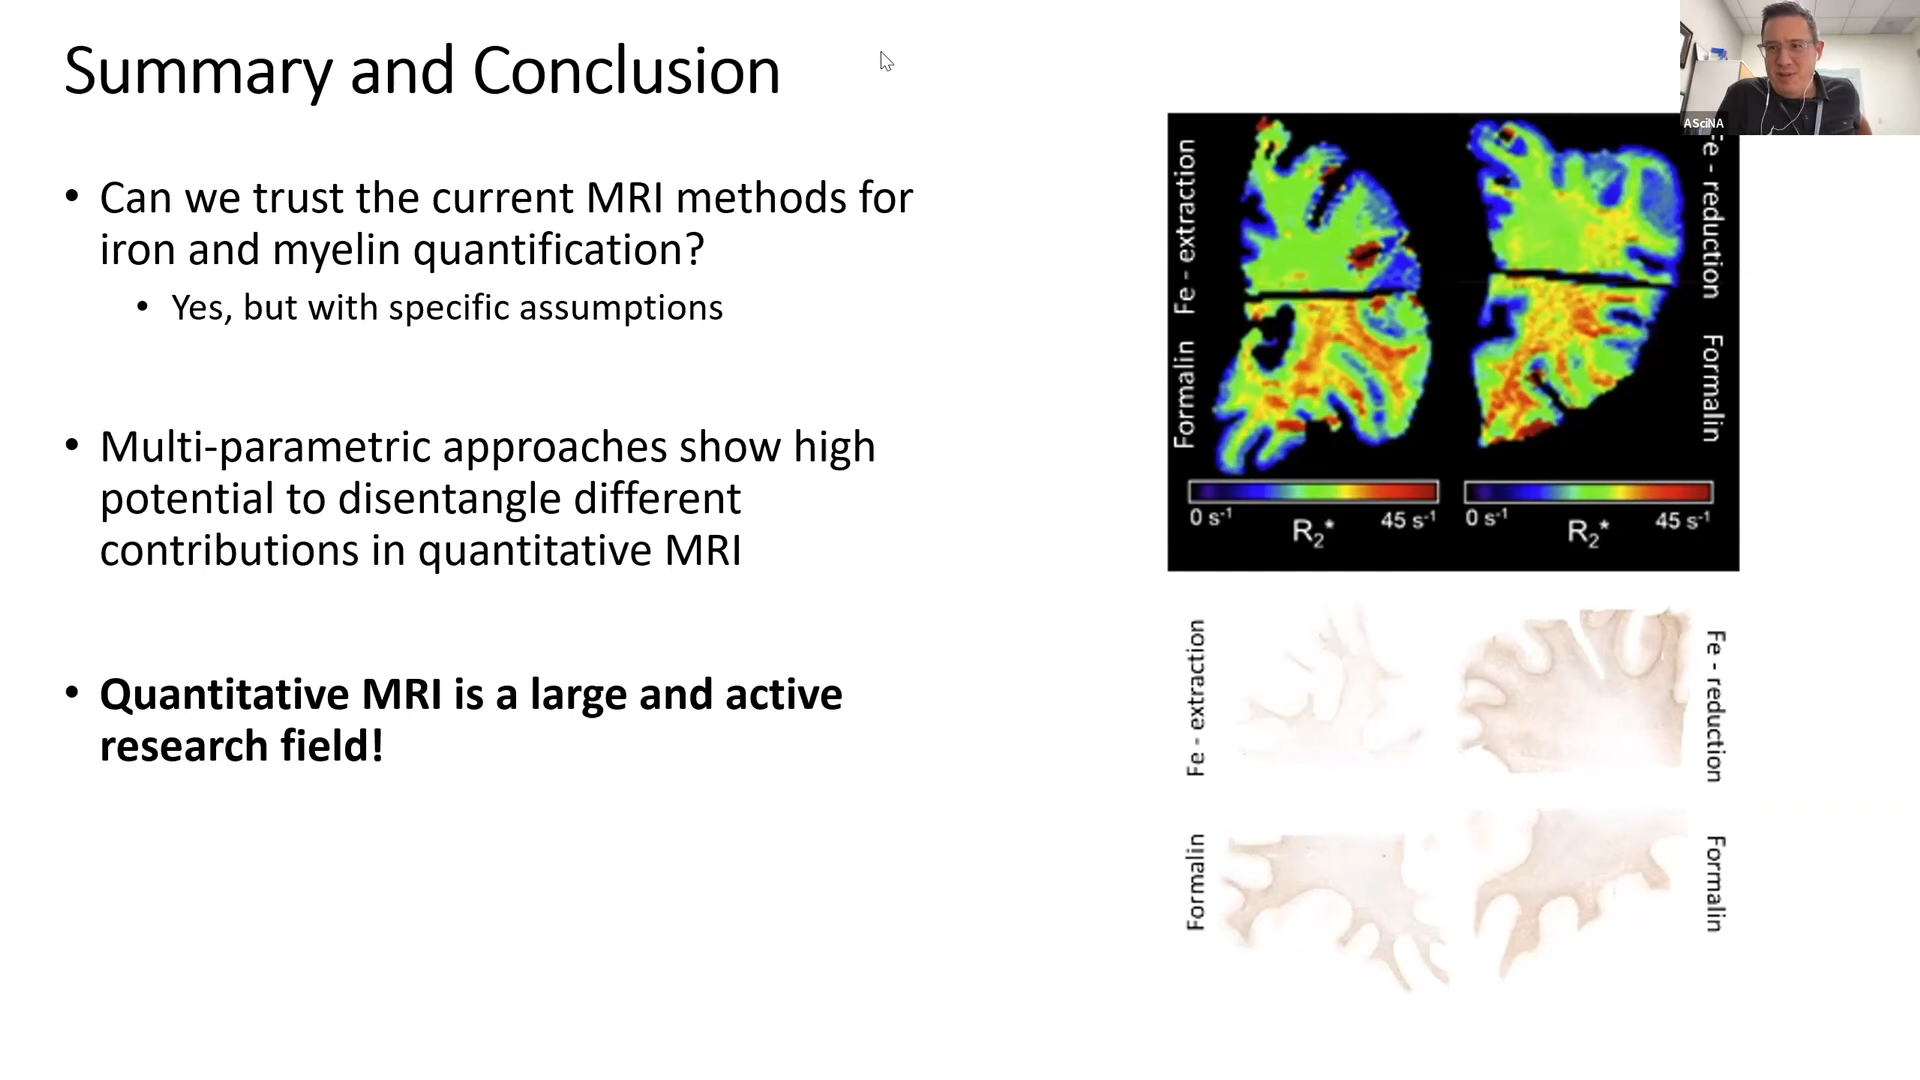 Summary and Conclusion
• Can we trust the current MRI methods for
iron and myelin quantification?
• Yes, but with specific assumptions
• Multi-parametric approaches show high
potential to disentangle different
contributions in quantitative MRI
• Quantitative MRI is a large and active
research field!
ASciNA
Fe - extraction
Formalin
Fe - reduction
Formalin
0 s⁻¹ 45 s⁻¹
R₂*
0 s⁻¹ 45 s⁻¹
R₂*
Fe - extraction
Fe - reduction
Formalin
Formalin